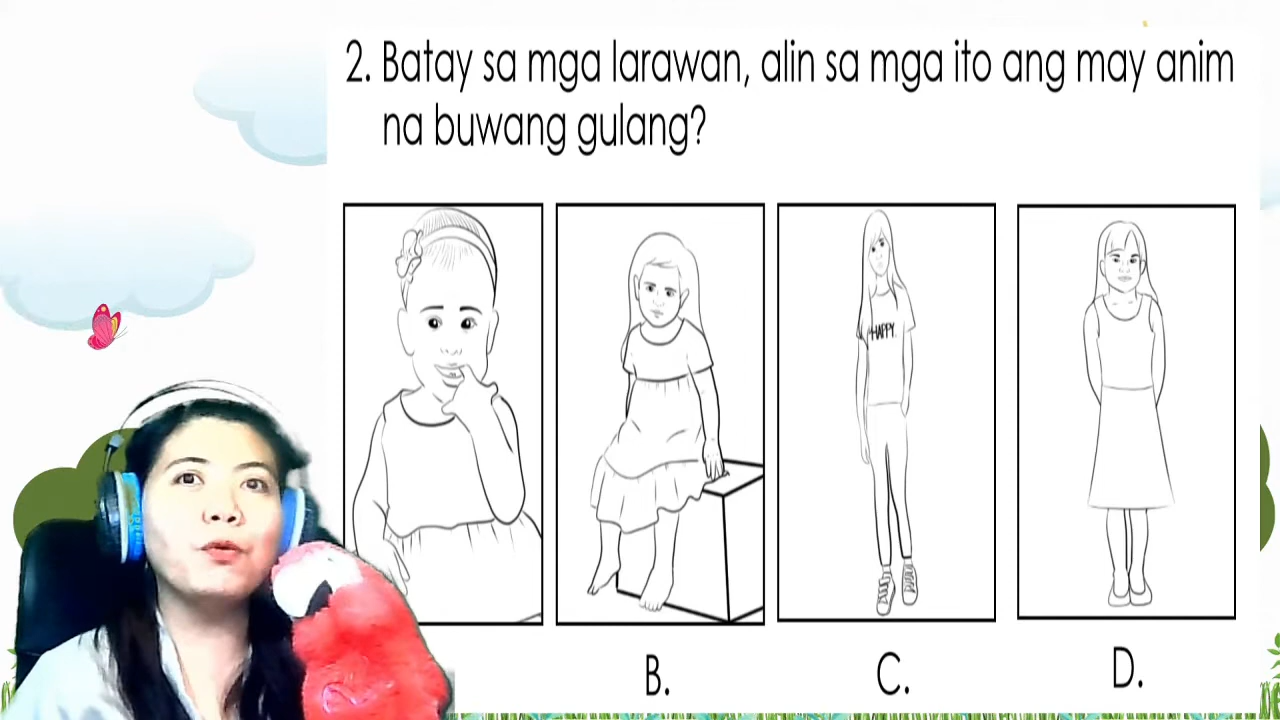 2. Batay sa mga larawan, alin sa mga ito ang may anim
na buwang gulang?
HAPPY
B.
C.
D.